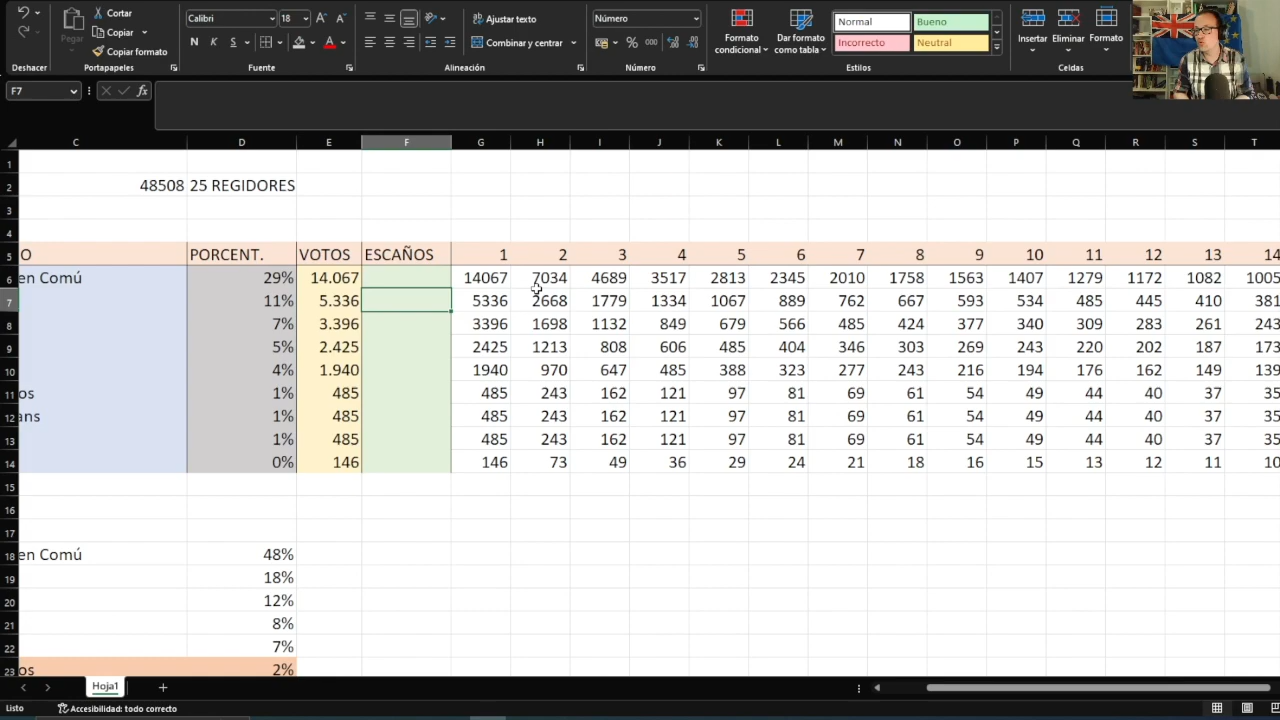 Cortar
Copiar
Copiar formato
Pegar
Deshacer
Portapapeles
Calibri
18
N
Fuente
Ajustar texto
Combinar y centrar
Alineación
Número
%
000
Número
Formato condicional
Dar formato como tabla
Normal
Bueno
Incorrecto
Neutral
Estilos
Insertar
Eliminar
Formato
Celdas
F7
fx
C D E F G H I J K L M N O P Q R S T
1
2 48508 25 REGIDORES
3
4
5 O PORCENT. VOTOS ESCAÑOS 1 2 3 4 5 6 7 8 9 10 11 12 13 14
6 en Comú 29% 14.067 14067 7034 4689 3517 2813 2345 2010 1758 1563 1407 1279 1172 1082 1005
7 11% 5.336 5336 2668 1779 1334 1067 889 762 667 593 534 485 445 410 381
8 7% 3.396 3396 1698 1132 849 679 566 485 424 377 340 309 283 261 243
9 5% 2.425 2425 1213 808 606 485 404 346 303 269 243 220 202 187 173
10 4% 1.940 1940 970 647 485 388 323 277 243 216 194 176 162 149 139
11 os 1% 485 485 243 162 121 97 81 69 61 54 49 44 40 37 35
12 ans 1% 485 485 243 162 121 97 81 69 61 54 49 44 40 37 35
13 1% 485 485 243 162 121 97 81 69 61 54 49 44 40 37 35
14 0% 146 146 73 49 36 29 24 21 18 16 15 13 12 11 10
15
16
17
18 en Comú 48%
19 18%
20 12%
21 8%
22 7%
23 os 2%
Hoja1
Listo
Accesibilidad: todo correcto